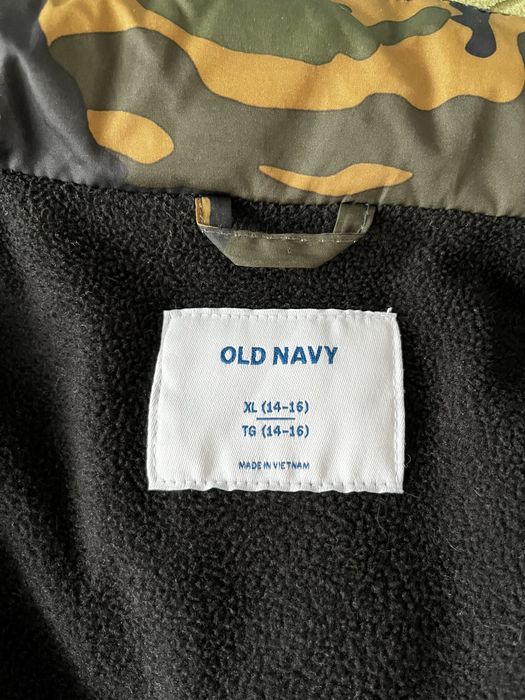 OLD NAVY
XL (14-16)
TG (14-16)
MADE IN VIETNAM